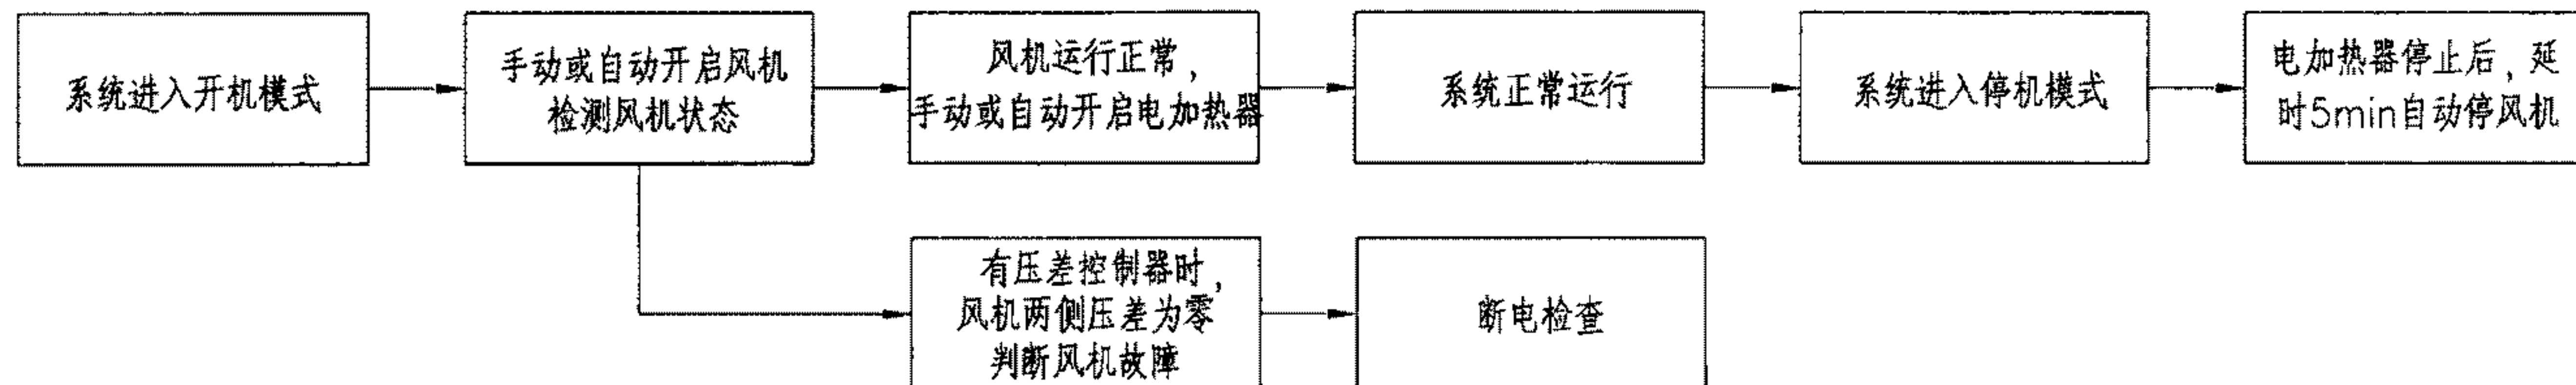 系统进入开机模式
手动或自动开启风机
检测风机状态
风机运行正常，
手动或自动开启电加热器
系统正常运行
系统进入停机模式
电加热器停止后，延
时5min自动停风机
有压差控制器时，
风机两侧压差为零
判断风机故障
断电检查